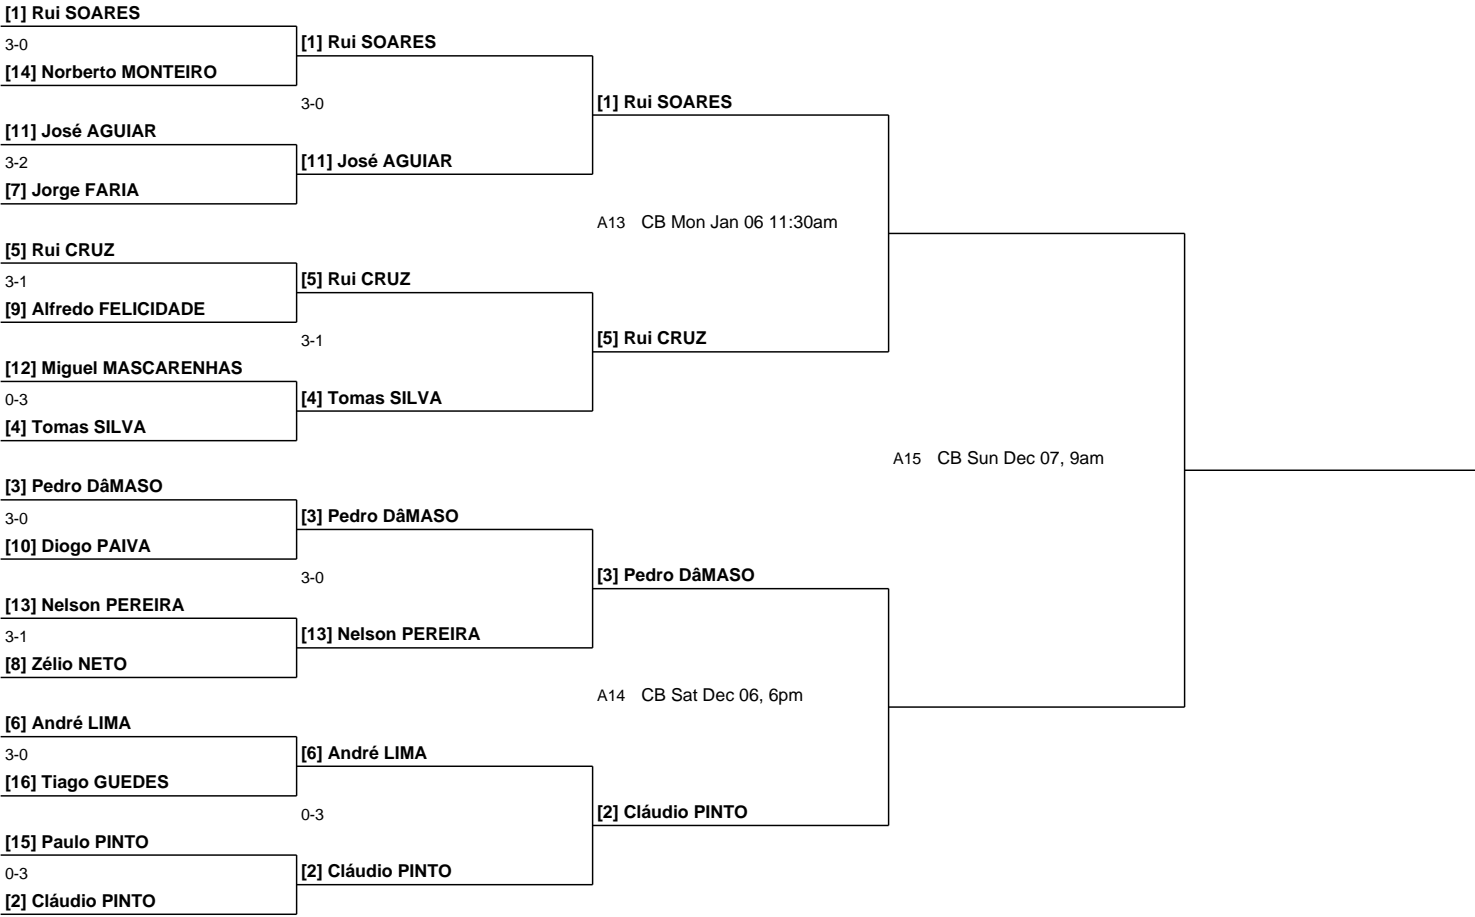 [1] Rui SOARES
3-0
[14] Norberto MONTEIRO
[11] José AGUIAR
3-2
[7] Jorge FARIA
[5] Rui CRUZ
3-1
[9] Alfredo FELICIDADE
[12] Miguel MASCARENHAS
0-3
[4] Tomas SILVA
[3] Pedro DâMASO
3-0
[10] Diogo PAIVA
[13] Nelson PEREIRA
3-1
[8] Zélio NETO
[6] André LIMA
3-0
[16] Tiago GUEDES
[15] Paulo PINTO
0-3
[2] Cláudio PINTO
[1] Rui SOARES
3-0
[11] José AGUIAR
[5] Rui CRUZ
3-1
[4] Tomas SILVA
[3] Pedro DâMASO
3-0
[13] Nelson PEREIRA
[6] André LIMA
0-3
[2] Cláudio PINTO
[1] Rui SOARES
A13 CB Mon Jan 06 11:30am
[5] Rui CRUZ
[3] Pedro DâMASO
A14 CB Sat Dec 06, 6pm
[2] Cláudio PINTO
A15 CB Sun Dec 07, 9am